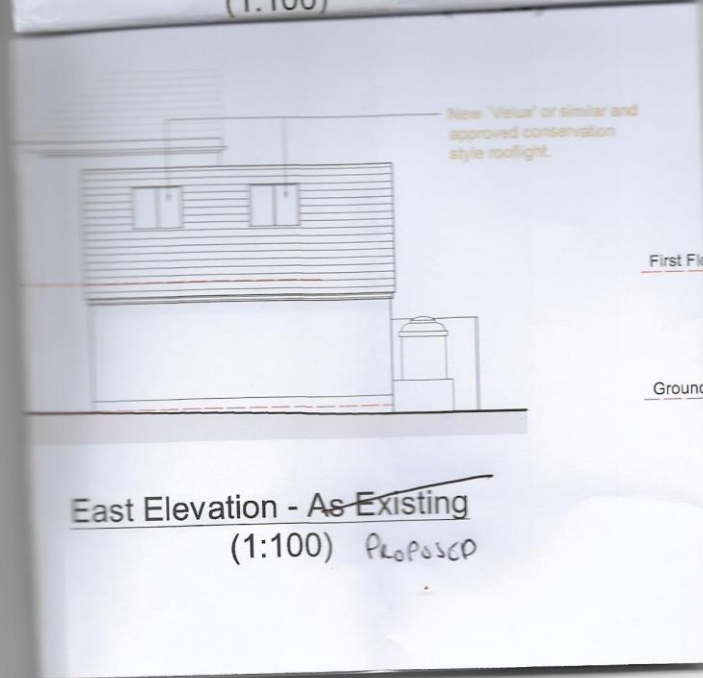 (1:100)
New 'Velux' or similar and
approved conservation
style rooflight.
First Flo
Ground
East Elevation - As Existing
(1:100) PROPOSED